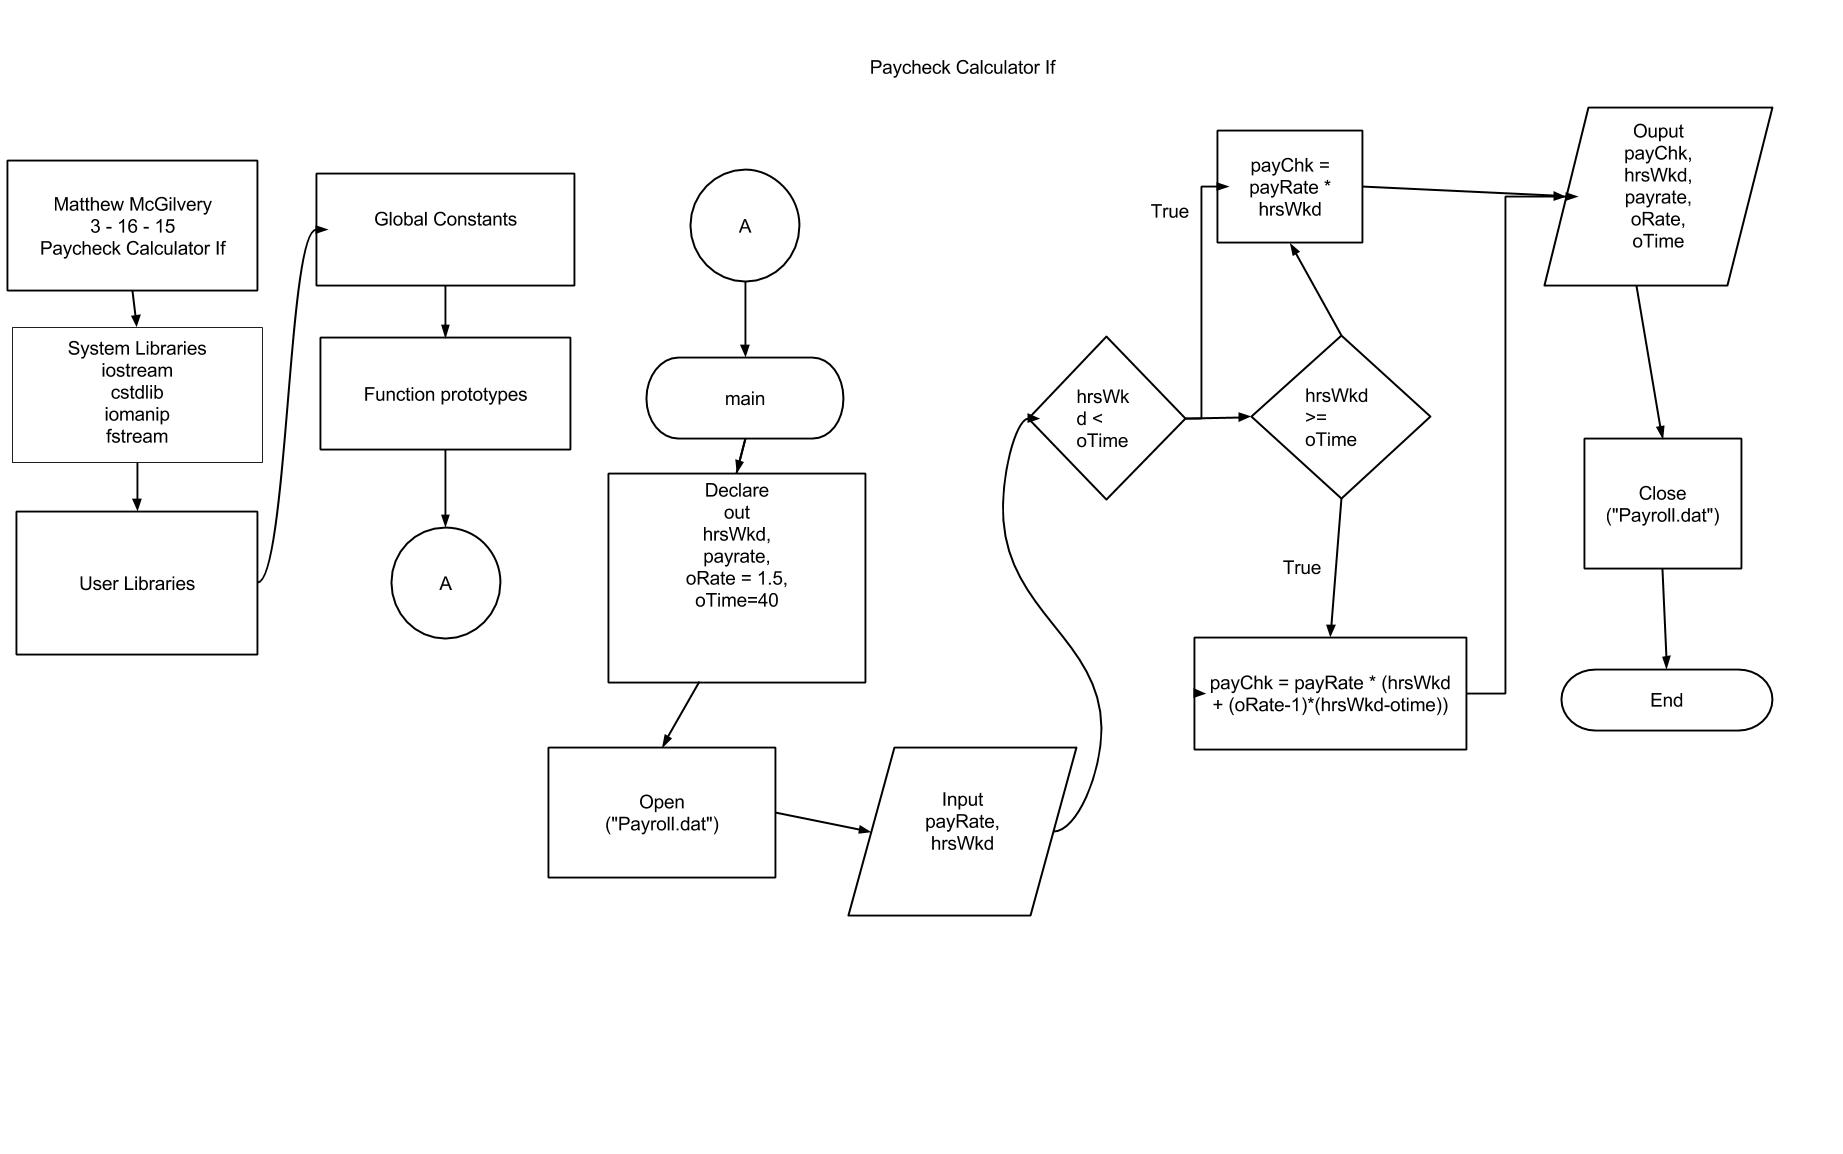 Paycheck Calculator If
Matthew McGilvery
3 - 16 - 15
Paycheck Calculator If
System Libraries
iostream
cstdlib
iomanip
fstream
User Libraries
Global Constants
Function prototypes
A
A
main
Declare
out
hrsWkd,
payrate,
oRate = 1.5,
oTime=40
Open
("Payroll.dat")
Input
payRate,
hrsWkd
hrsWk
d <
oTime
True
payChk =
payRate *
hrsWkd
hrsWkd
>=
oTime
True
payChk = payRate * (hrsWkd
+ (oRate-1)*(hrsWkd-otime))
Ouput
payChk,
hrsWkd,
payrate,
oRate,
oTime
Close
("Payroll.dat")
End